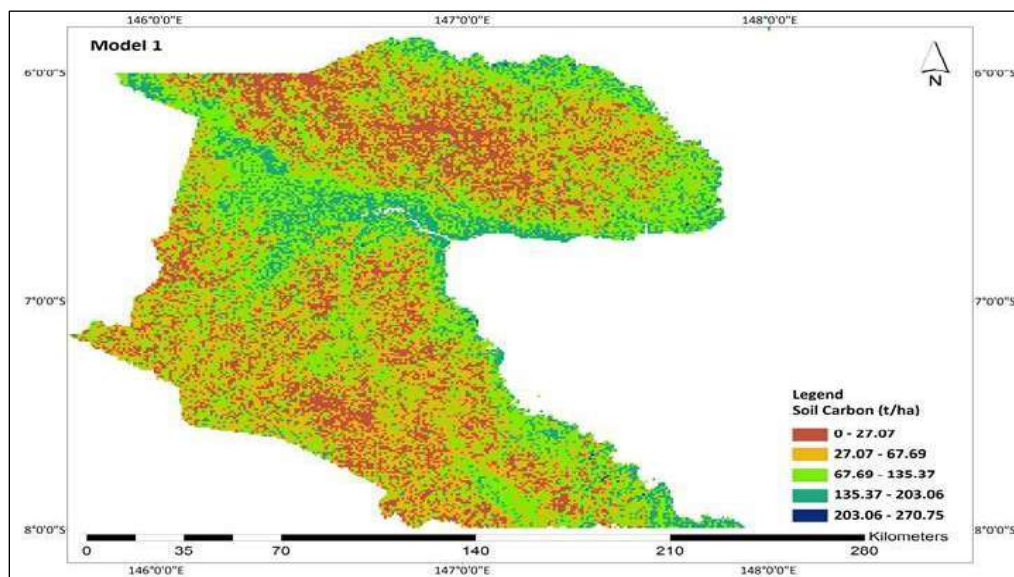 146°0'0"E 147°0'0"E 148°0'0"E
Model 1
6°0'0"S 6°0'0"S
N
7°0'0"S 7°0'0"S
Legend
Soil Carbon (t/ha)
0 - 27.07
27.07 - 67.69
67.69 - 135.37
135.37 - 203.06
203.06 - 270.75
8°0'0"S 8°0'0"S
Kilometers
0 35 70 140 210 280
146°0'0"E 147°0'0"E 148°0'0"E